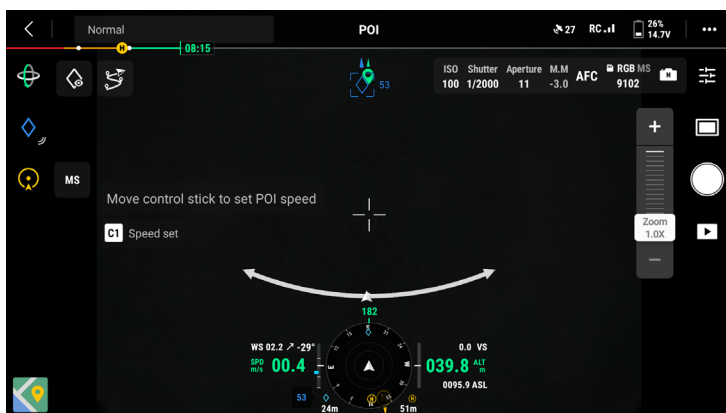 Normal
POI
27
RC
26%
14.7V
H
08:15
53
ISO Shutter Aperture M.M AFC RGB MS M
100 1/2000 11 -3.0 9102
MS
+
Move control stick to set POI speed
C1 Speed set
Zoom
1.0X
182
WS 02.2 ↗ -29°
0.0 VS
SPD m/s 00.4
039.8 ALT m
E
W
0095.9 ASL
53
24m
H
N
51m